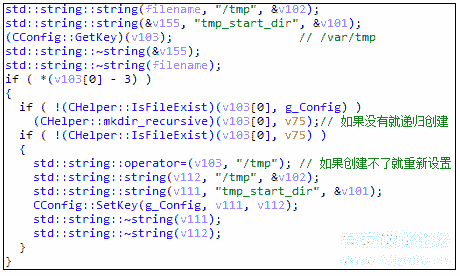 std::string::string(filename, "/tmp", &v102);
std::string::string(&v155, "tmp_start_dir", &v101);
(CConfig::GetKey)(v103); // /var/tmp
std::string::~string(&v155);
std::string::~string(filename);
if ( *(v103[0] - 3) )
{
if ( !(CHelper::IsFileExist)(v103[0], g_Config) )
(CHelper::mkdir_recursive)(v103[0], v75);// 如果没有就递归创建
if ( !(CHelper::IsFileExist)(v103[0], v75) )
{
std::string::operator=(v103, "/tmp"); // 如果创建不了就重新设置
std::string::string(v112, "/tmp", &v102);
std::string::string(v111, "tmp_start_dir", &v101);
CConfig::SetKey(g_Config, v111, v112);
std::string::~string(v111);
std::string::~string(v112);
}
}